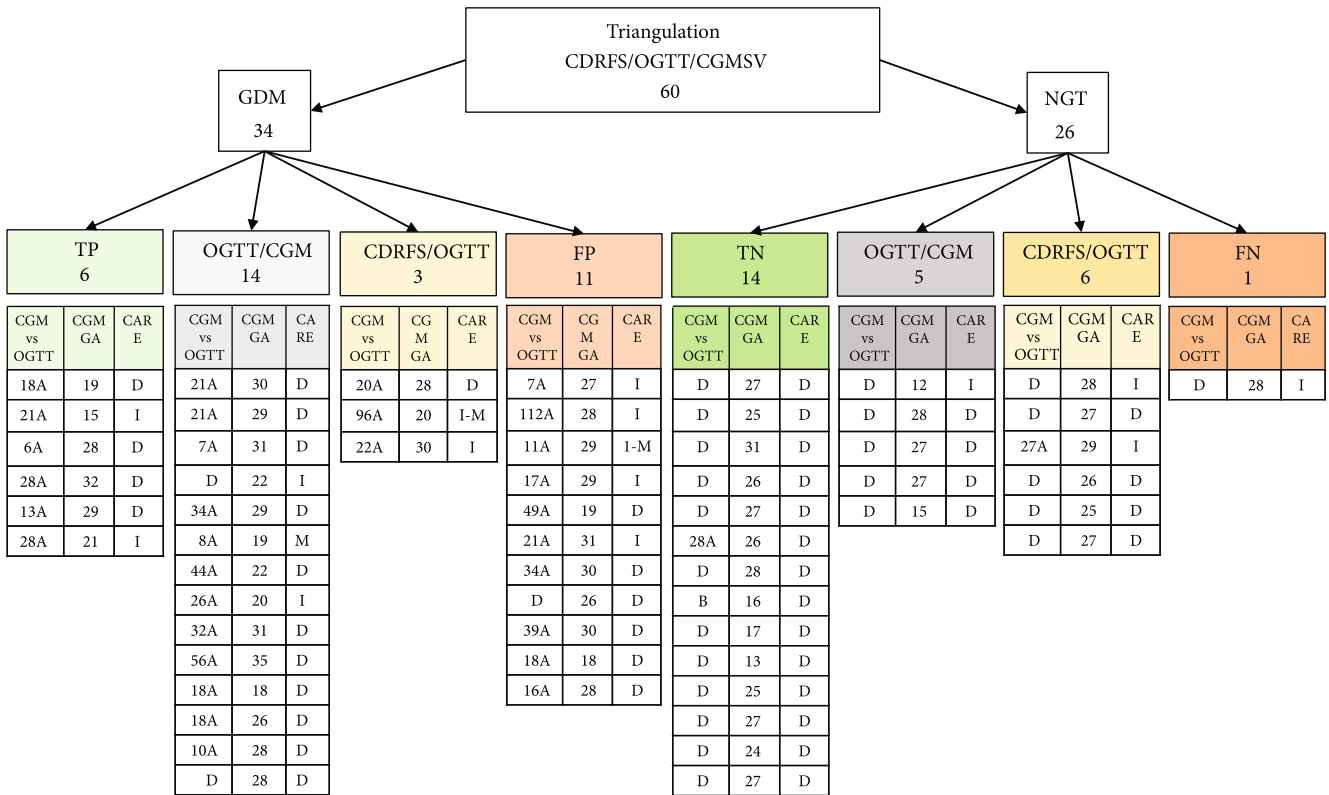 Triangulation
CDRFS/OGTT/CGMSV
60
GDM
34
NGT
26
TP
6
OGTT/CGM
14
CDRFS/OGTT
3
FP
11
TN
14
OGTT/CGM
5
CDRFS/OGTT
6
FN
1
CGM
vs
OGTT
CGM
GA
CAR
E
18A 19 D
21A 15 I
6A 28 D
28A 32 D
13A 29 D
28A 21 I
CGM
vs
OGTT
CGM
GA
CA
RE
21A 30 D
21A 29 D
7A 31 D
D 22 I
34A 29 D
8A 19 M
44A 22 D
26A 20 I
32A 31 D
56A 35 D
18A 18 D
18A 26 D
10A 28 D
D 28 D
CGM
vs
OGTT
CG
M
GA
CAR
E
20A 28 D
96A 20 I-M
22A 30 I
CGM
vs
OGTT
CG
M
GA
CAR
E
7A 27 I
112A 28 I
11A 29 1-M
17A 29 I
49A 19 D
21A 31 I
34A 30 D
D 26 D
39A 30 D
18A 18 D
16A 28 D
CGM
vs
OGTT
CGM
GA
CAR
E
D 27 D
D 25 D
D 31 D
D 26 D
D 27 D
28A 26 D
D 28 D
B 16 D
D 17 D
D 13 D
D 25 D
D 27 D
D 24 D
D 27 D
CGM
vs
OGTT
CGM
GA
CAR
E
D 12 I
D 28 D
D 27 D
D 27 D
D 15 D
CGM
vs
OGTT
CGM
GA
CAR
E
D 28 I
D 27 D
27A 29 I
D 26 D
D 25 D
D 27 D
CGM
vs
OGTT
CGM
GA
CA
RE
D 28 I